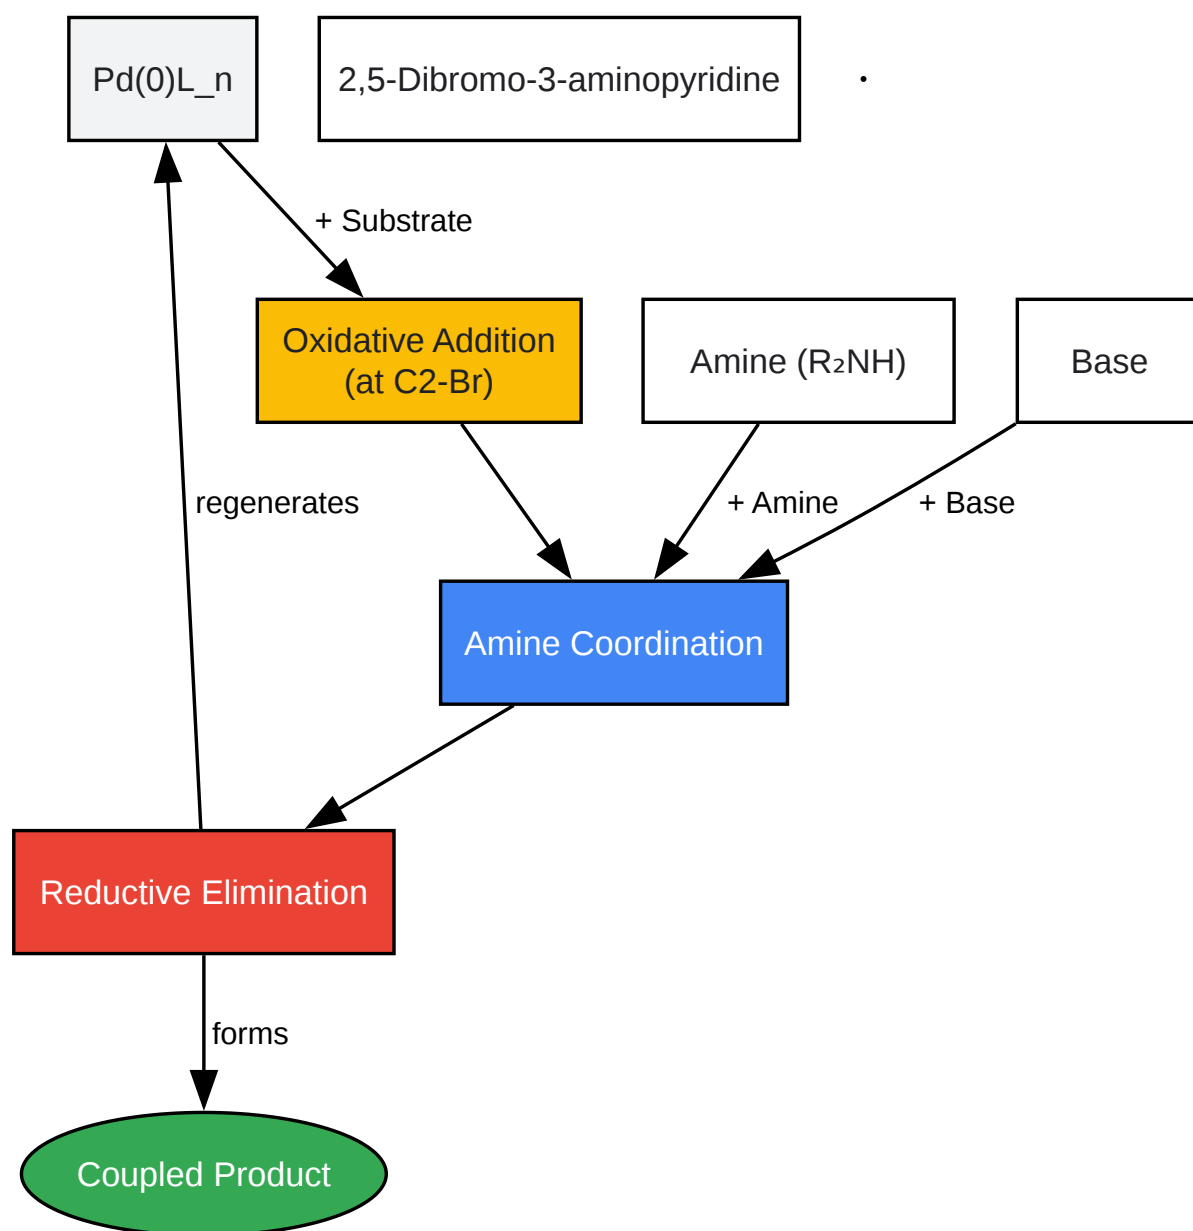 Pd(0)L_n
2,5-Dibromo-3-aminopyridine
+ Substrate
Oxidative Addition
(at C2-Br)
Amine (R₂NH)
Base
regenerates
+ Amine
+ Base
Amine Coordination
Reductive Elimination
forms
Coupled Product